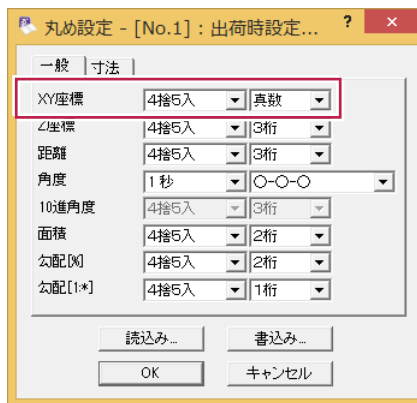 丸め設定 - [No.1] : 出荷時設定... ? ×
一般 寸法
XY座標 4捨5入 真数
Z座標 4捨5入 3桁
距離 4捨5入 3桁
角度 1秒 ○-○-○
10進角度 4捨5入 3桁
面積 4捨5入 2桁
勾配[%] 4捨5入 2桁
勾配[1:*] 4捨5入 1桁
読込み... 書込み...
OK キャンセル